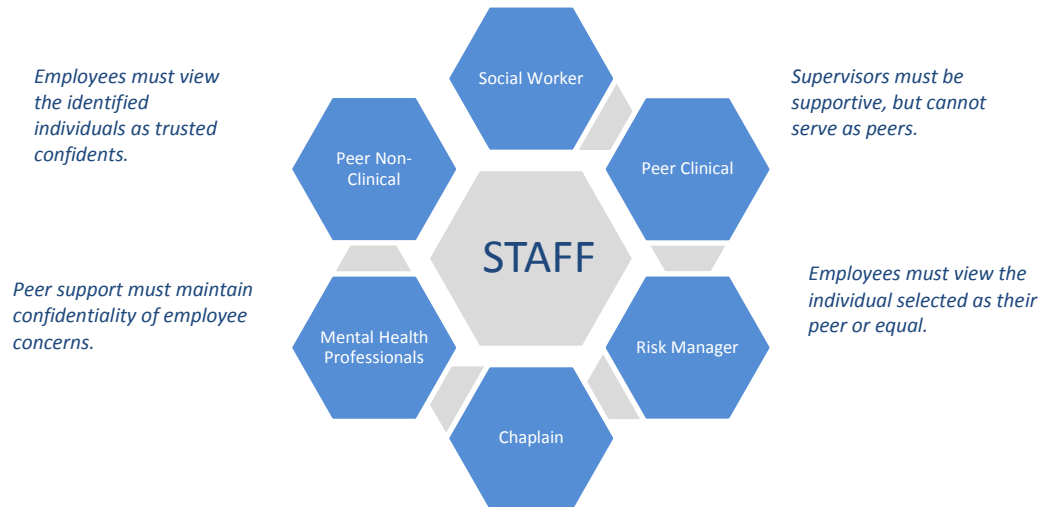 Social Worker
Employees must view
the identified
individuals as trusted
confidents.
Supervisors must be
supportive, but cannot
serve as peers.
Peer Non-
Clinical
Peer Clinical
STAFF
Peer support must maintain
confidentiality of employee
concerns.
Employees must view the
individual selected as their
peer or equal.
Mental Health
Professionals
Risk Manager
Chaplain